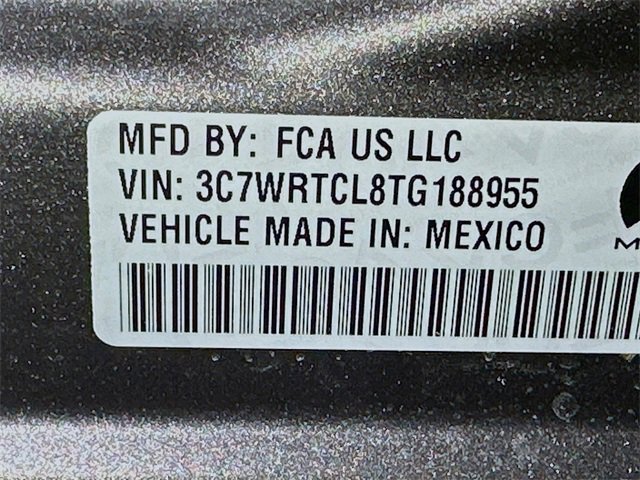 MFD BY: FCA US LLC
VIN: 3C7WRTCL8TG188955
VEHICLE MADE IN: MEXICO